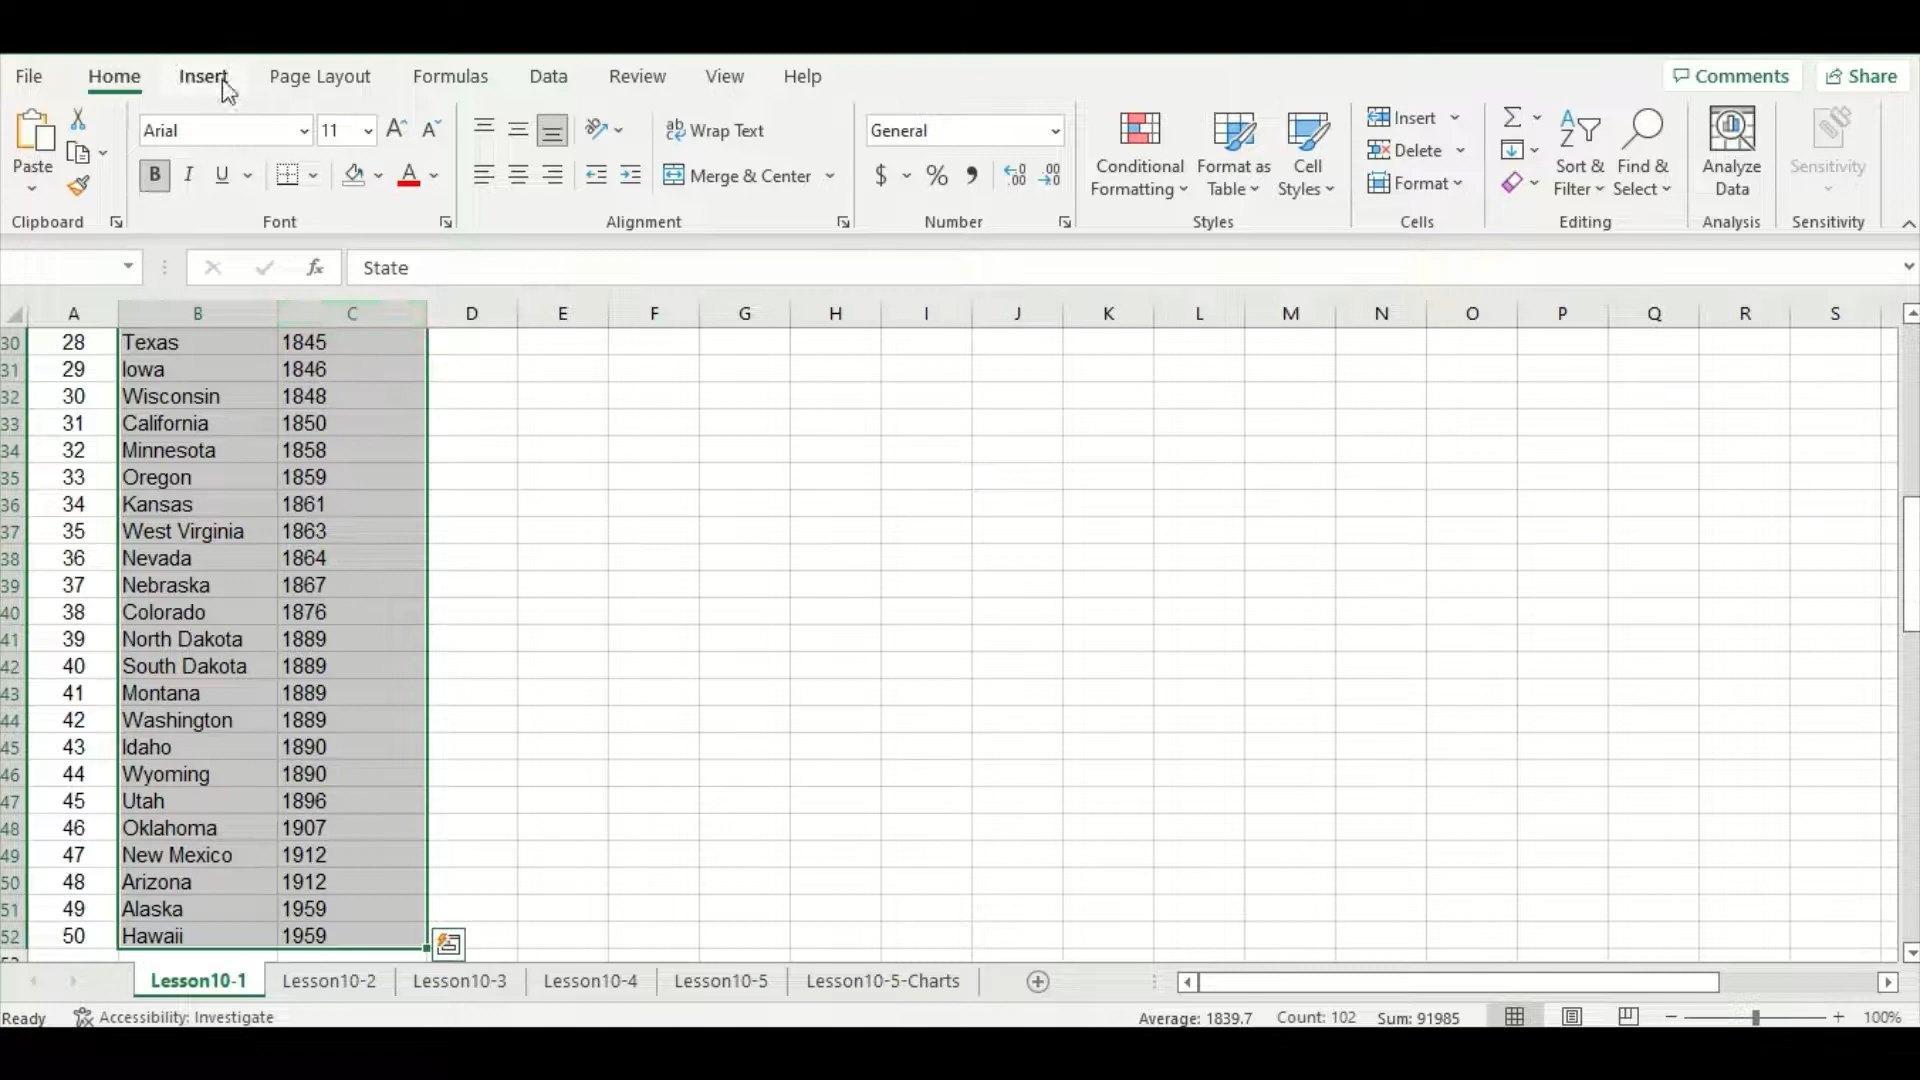 File Home Insert Page Layout Formulas Data Review View Help Comments Share
Arial 11 Wrap Text General Insert
Paste B I U Merge & Center $ % Conditional Formatting Format as Table Cell Styles Delete Format Sort & Filter Find & Select Analyze Data Sensitivity
Clipboard Font Alignment Number Styles Cells Editing Analysis Sensitivity
fx State
A B C D E F G H I J K L M N O P Q R S
30 28 Texas 1845
31 29 Iowa 1846
32 30 Wisconsin 1848
33 31 California 1850
34 32 Minnesota 1858
35 33 Oregon 1859
36 34 Kansas 1861
37 35 West Virginia 1863
38 36 Nevada 1864
39 37 Nebraska 1867
40 38 Colorado 1876
41 39 North Dakota 1889
42 40 South Dakota 1889
43 41 Montana 1889
44 42 Washington 1889
45 43 Idaho 1890
46 44 Wyoming 1890
47 45 Utah 1896
48 46 Oklahoma 1907
49 47 New Mexico 1912
50 48 Arizona 1912
51 49 Alaska 1959
52 50 Hawaii 1959
Lesson10-1 Lesson10-2 Lesson10-3 Lesson10-4 Lesson10-5 Lesson10-5-Charts
Ready Accessibility: Investigate Average: 1839.7 Count: 102 Sum: 91985 100%